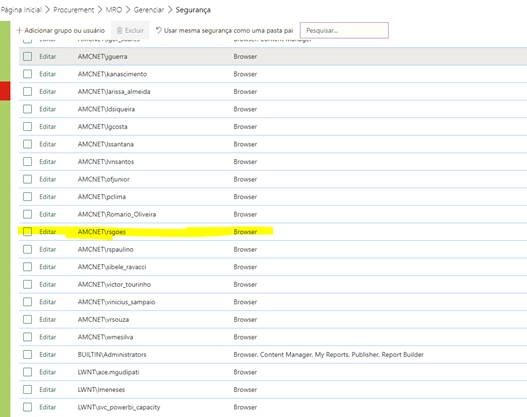 Página Inicial > Procurement > MRO > Gerenciar > Segurança
+ Adicionar grupo ou usuário Excluir Usar mesma segurança como uma pasta pai Pesquisar...
Editar AMCNET\yguerra Browser
Editar AMCNET\kanascimento Browser
Editar AMCNET\larissa_almeida Browser
Editar AMCNET\ldsiqueira Browser
Editar AMCNET\lgcosta Browser
Editar AMCNET\lssantana Browser
Editar AMCNET\lvnsantos Browser
Editar AMCNET\ofjunior Browser
Editar AMCNET\pclima Browser
Editar AMCNET\Romario_Oliveira Browser
Editar AMCNET\rsgoes Browser
Editar AMCNET\rspaulino Browser
Editar AMCNET\sibele_ravacci Browser
Editar AMCNET\victor_tourinho Browser
Editar AMCNET\vinicius_sampaio Browser
Editar AMCNET\vrsouza Browser
Editar AMCNET\wmesilva Browser
Editar BUILTIN\Administrators Browser, Content Manager, My Reports, Publisher, Report Builder
Editar LWNT\ace.mgudipati Browser
Editar LWNT\lmeneses Browser
Editar LWNT\svc_powerbi_capacity Browser